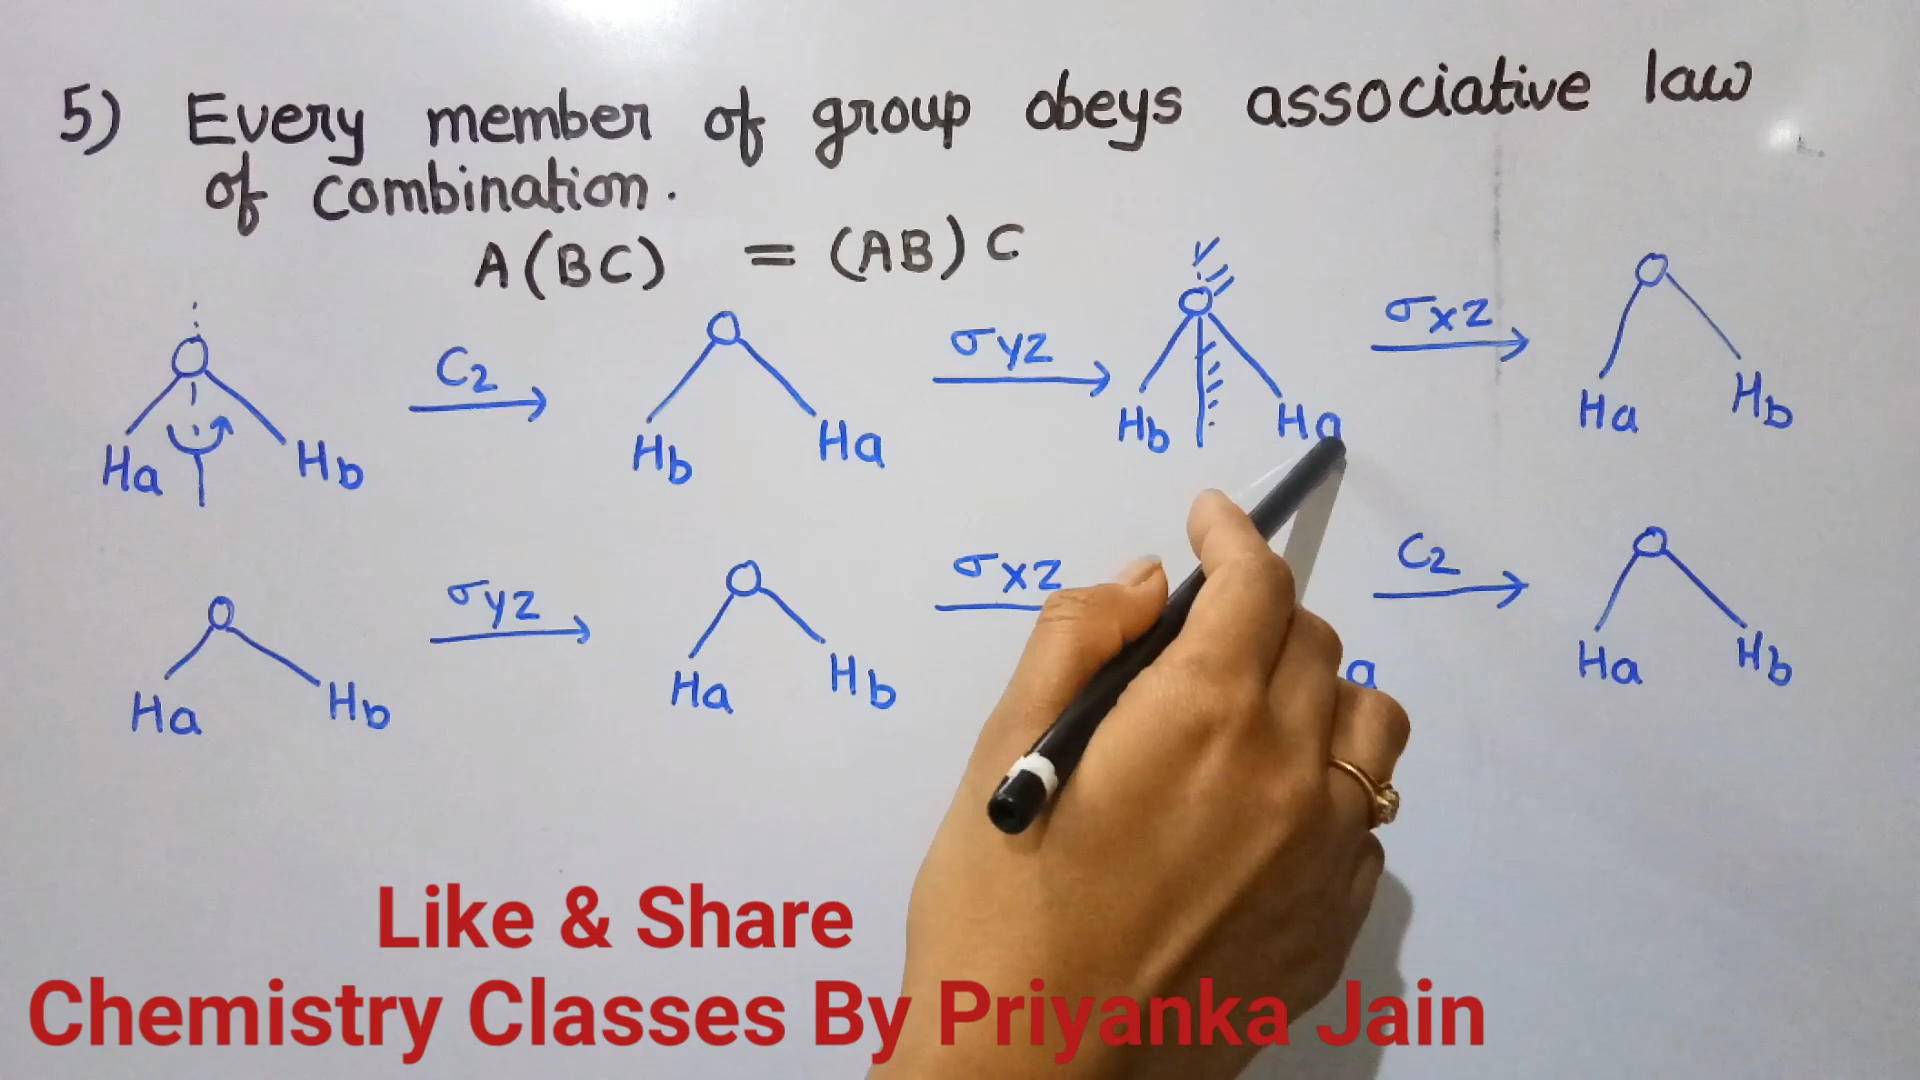 5) Every member of group obeys associative law
of combination.
A(BC) = (AB)C
C2 σyz σxz
Ha Hb Hb Ha Hb Ha Ha Hb
σyz σxz C2
Ha Hb Ha Hb a Ha Hb
Like & Share
Chemistry Classes By Priyanka Jain